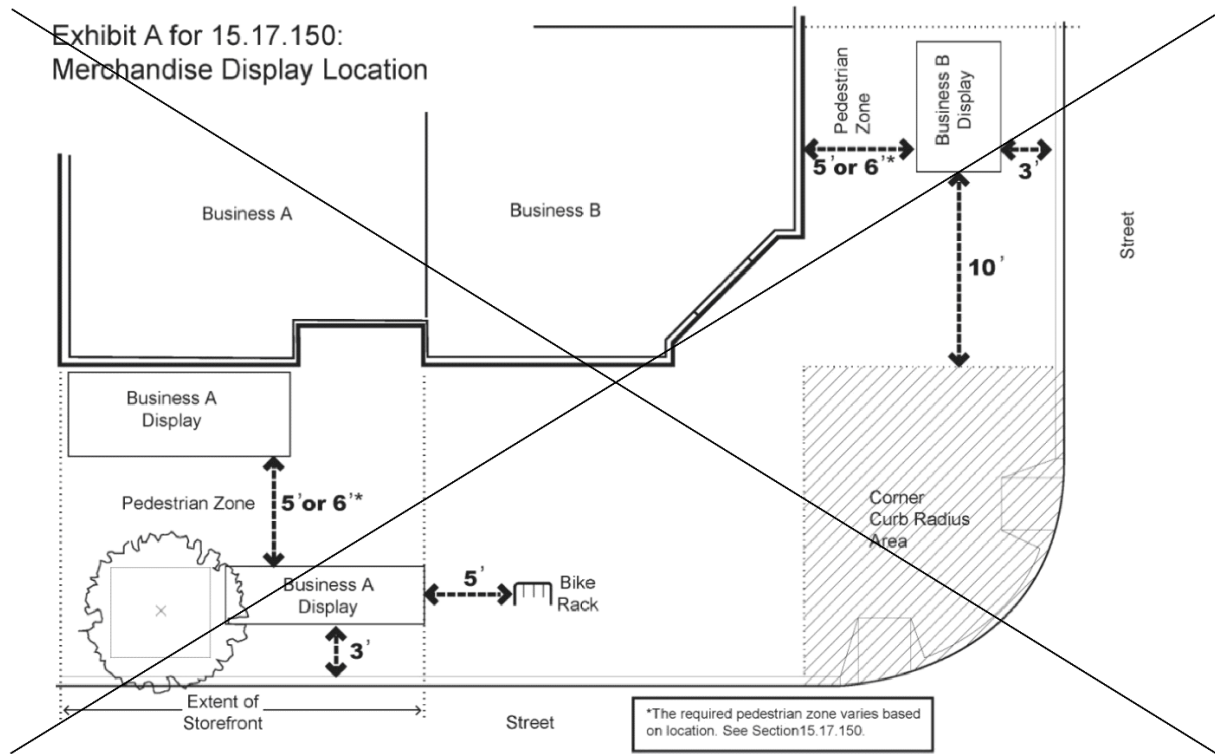 Exhibit A for 15.17.150:
Merchandise Display Location
Business A
Business B
Pedestrian
Zone
Business B
Display
5' or 6'*
3'
10'
Street
Business A
Display
Pedestrian Zone
5' or 6'*
Corner
Curb Radius
Area
Business A
Display
5'
Bike
Rack
3'
Extent of
Storefront
Street
*The required pedestrian zone varies based
on location. See Section15.17.150.